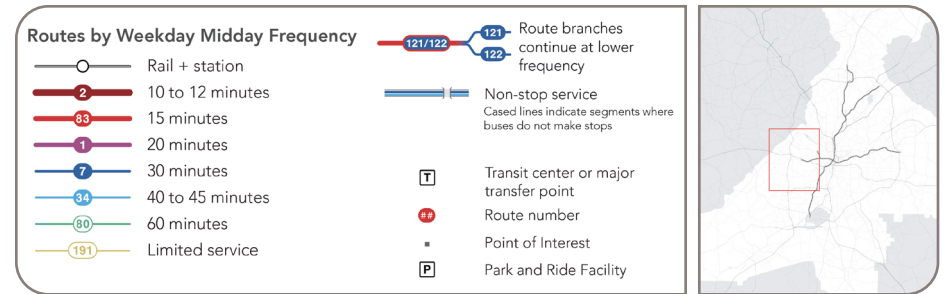 Routes by Weekday Midday Frequency
Rail + station
2 10 to 12 minutes
83 15 minutes
1 20 minutes
7 30 minutes
34 40 to 45 minutes
80 60 minutes
191 Limited service
121/122
121
122
Route branches
continue at lower
frequency
Non-stop service
Cased lines indicate segments where
buses do not make stops
T Transit center or major
transfer point
## Route number
Point of Interest
P Park and Ride Facility